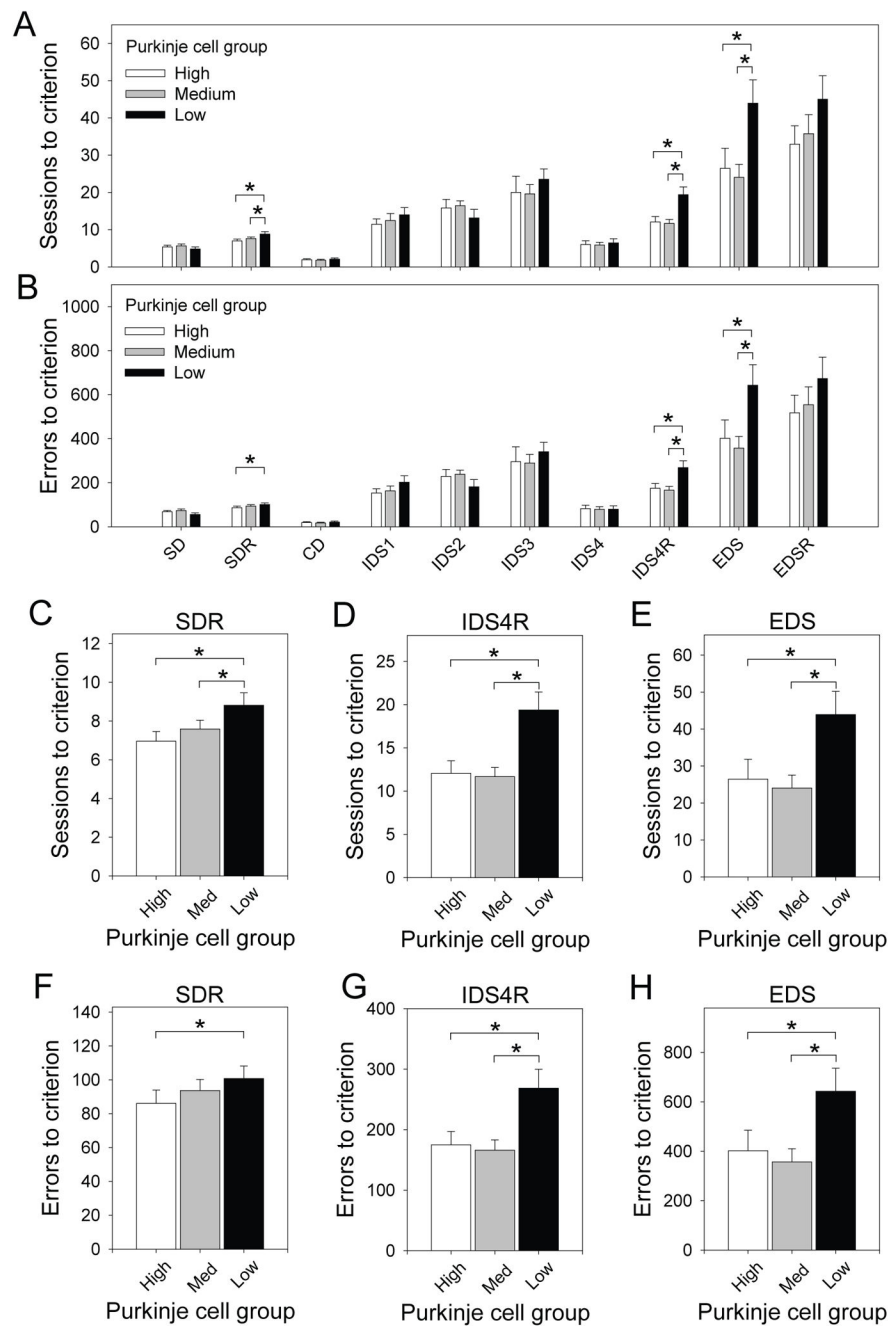 A
Sessions to criterion
60
50
40
30
20
10
0
Purkinje cell group
High
Medium
Low
* * * * * *
B
Errors to criterion
1000
800
600
400
200
0
Purkinje cell group
High
Medium
Low
* * * * *
SD SDR CD IDS1 IDS2 IDS3 IDS4 IDS4R EDS EDSR
C
SDR
Sessions to criterion
12
10
8
6
4
2
0
* *
High Med Low
Purkinje cell group
D
IDS4R
Sessions to criterion
25
20
15
10
5
0
* *
High Med Low
Purkinje cell group
E
EDS
Sessions to criterion
60
50
40
30
20
10
0
* *
High Med Low
Purkinje cell group
F
SDR
Errors to criterion
140
120
100
80
60
40
20
0
*
High Med Low
Purkinje cell group
G
IDS4R
Errors to criterion
400
300
200
100
0
* *
High Med Low
Purkinje cell group
H
EDS
Errors to criterion
800
600
400
200
0
* *
High Med Low
Purkinje cell group